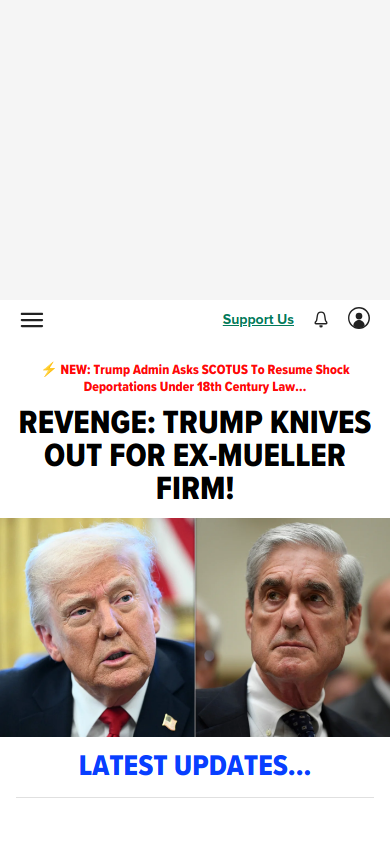 Support Us
⚡ NEW: Trump Admin Asks SCOTUS To Resume Shock
Deportations Under 18th Century Law...
REVENGE: TRUMP KNIVES
OUT FOR EX-MUELLER
FIRM!
LATEST UPDATES...